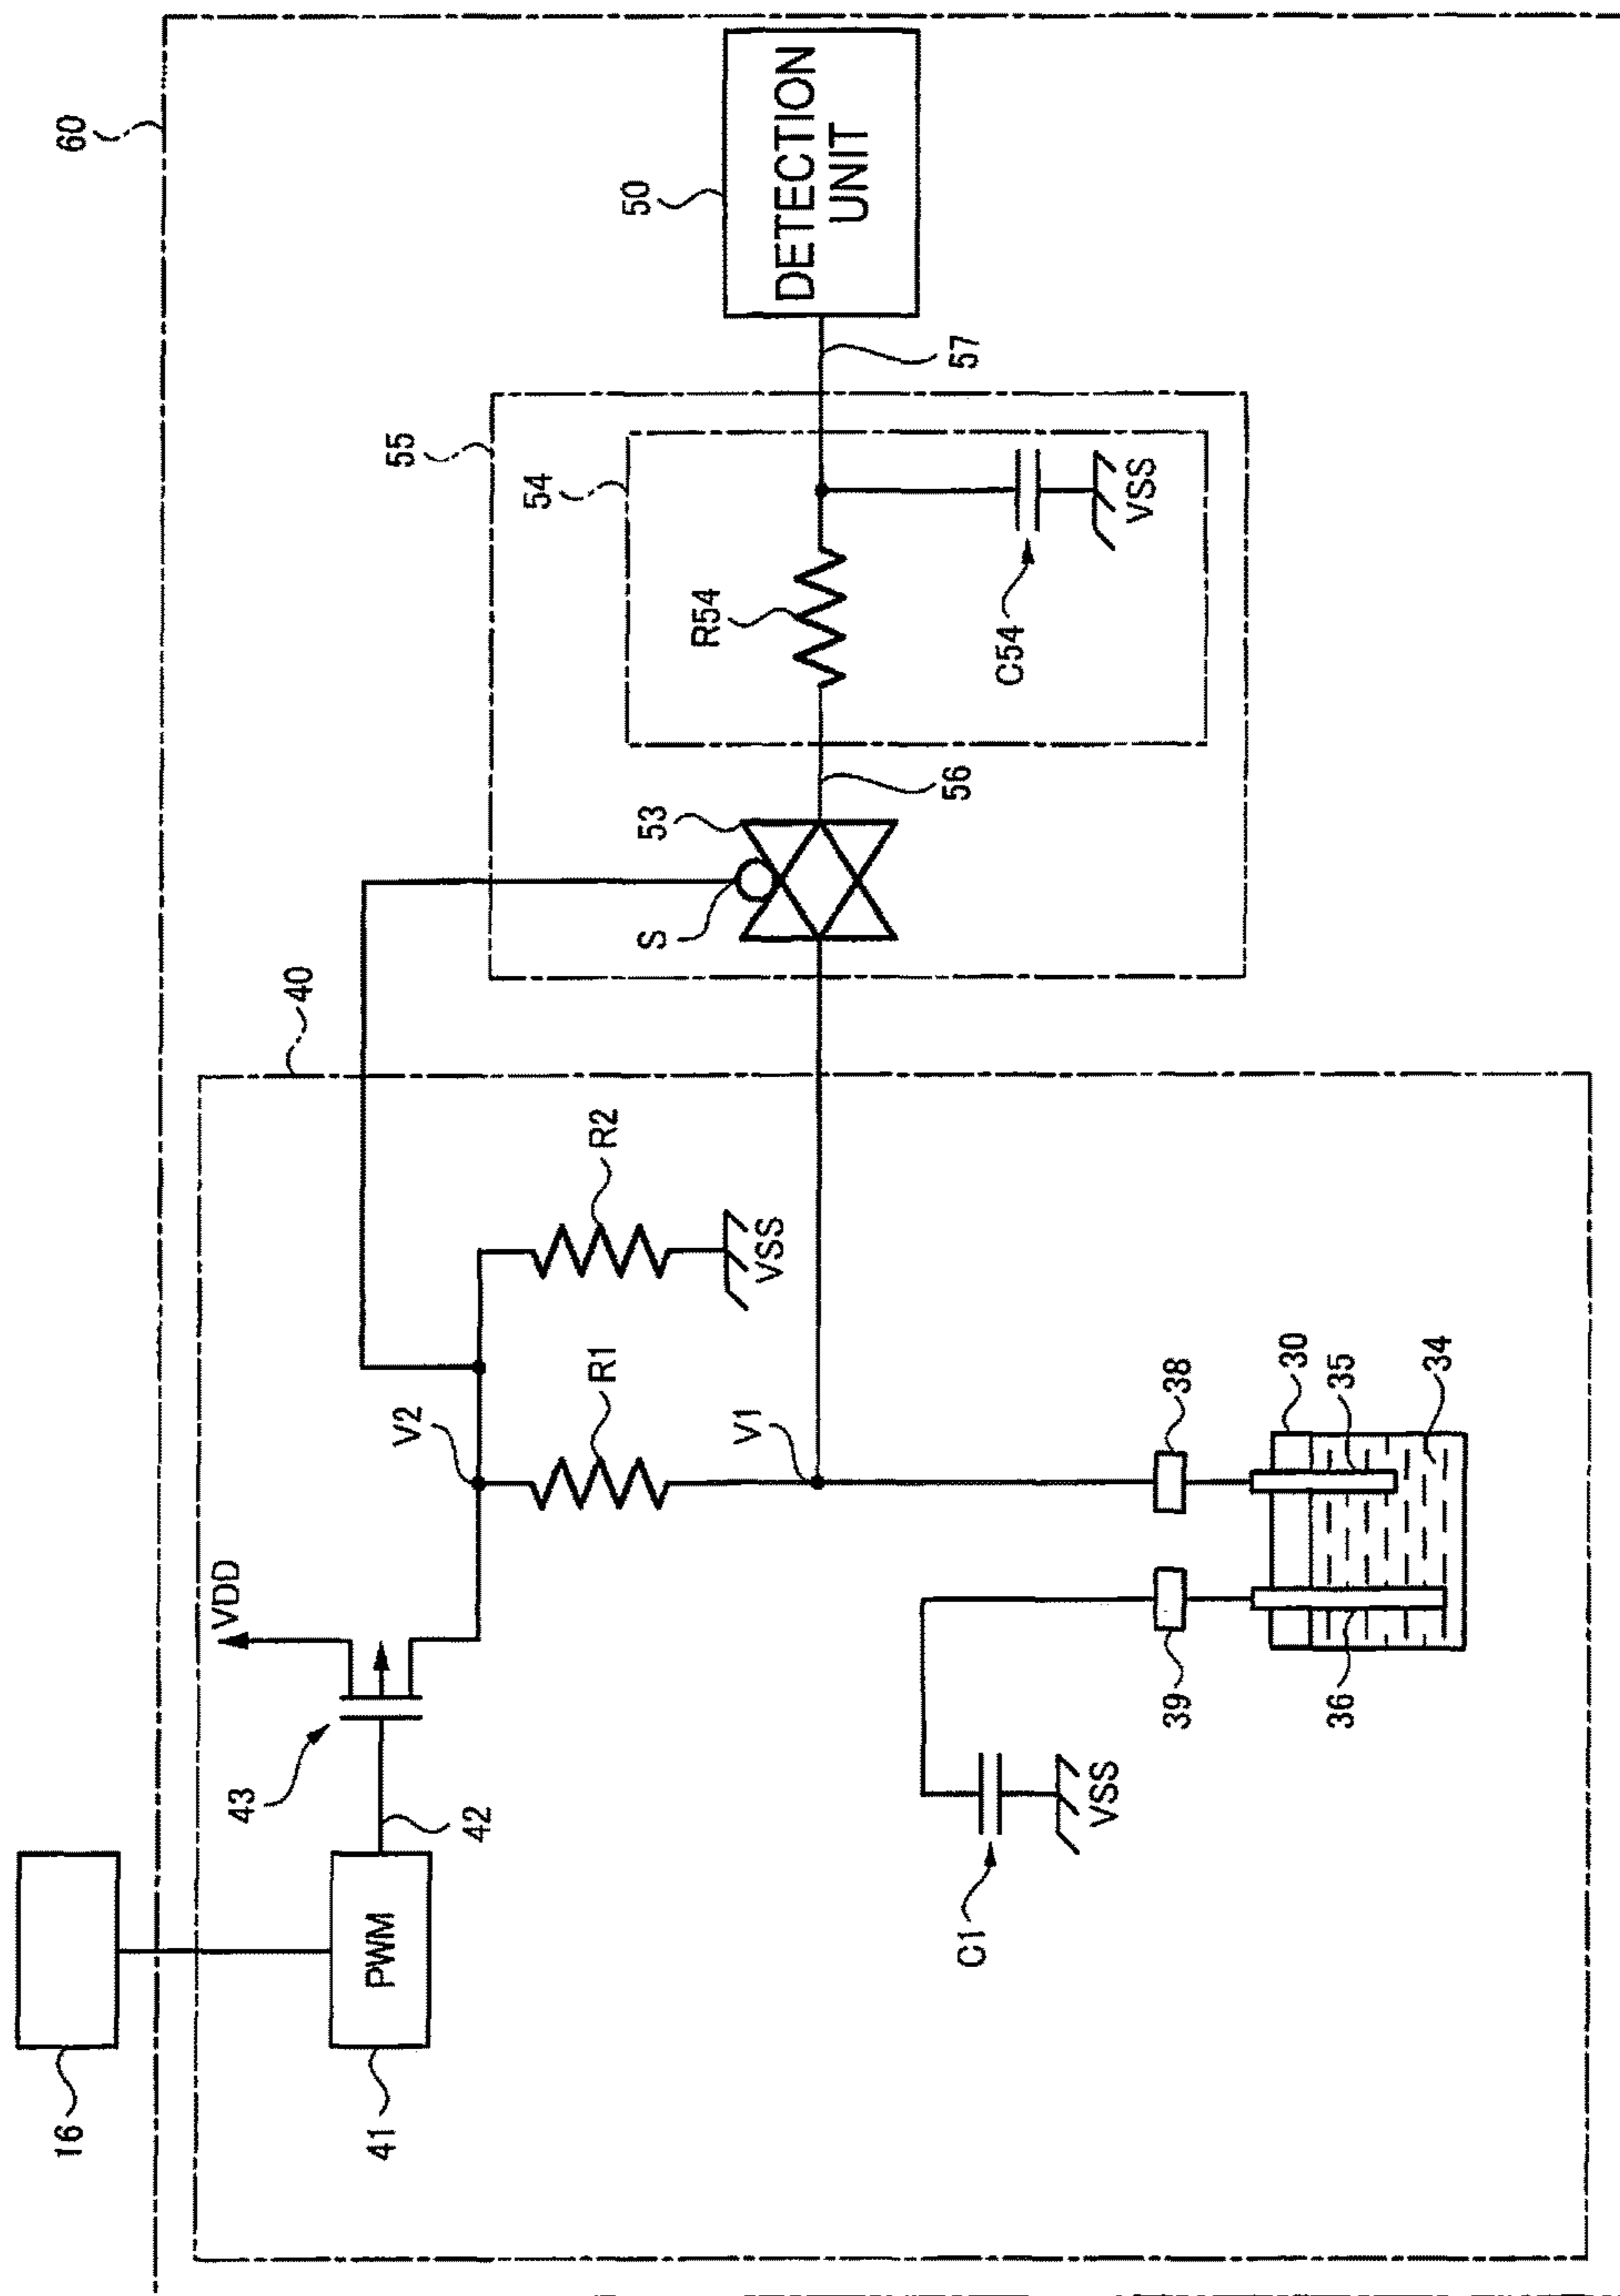 60
16
41
PWM
42
43
VDD
V2
R1
R2
VSS
40
V1
C1
VSS
39
38
30
35
34
36
S
53
56
55
54
R54
C54
VSS
57
50
DETECTION
UNIT